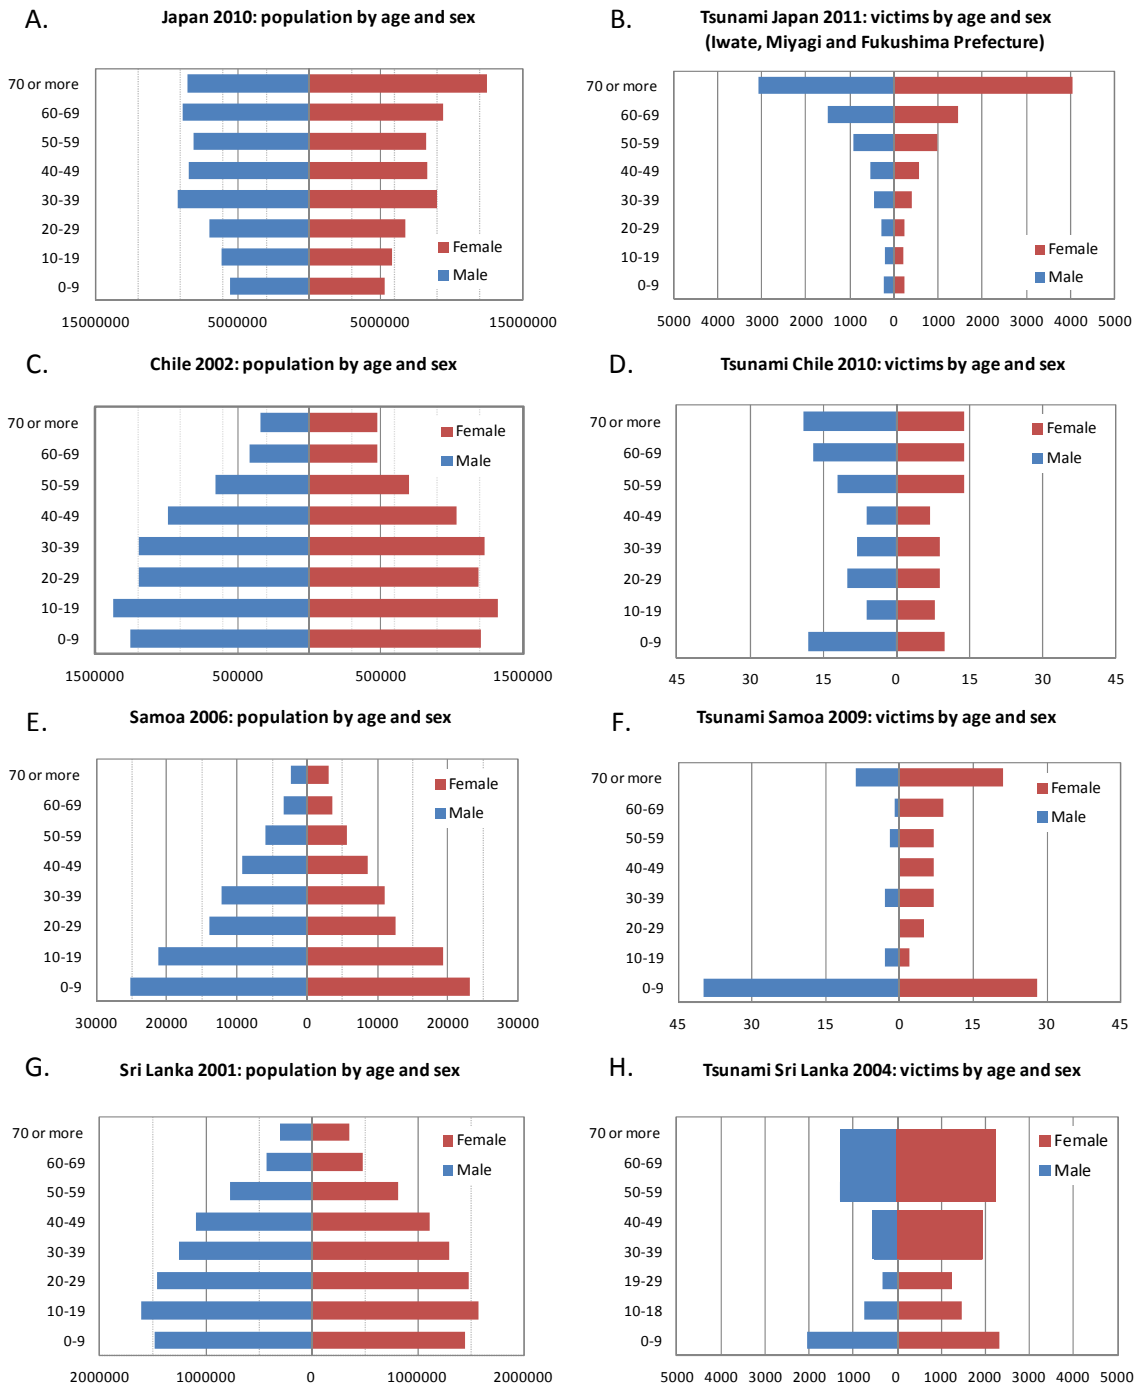 A.
Japan 2010: population by age and sex
70 or more
60-69
50-59
40-49
30-39
20-29
10-19
0-9
Female
Male
15000000 5000000 5000000 15000000
B.
Tsunami Japan 2011: victims by age and sex
(Iwate, Miyagi and Fukushima Prefecture)
70 or more
60-69
50-59
40-49
30-39
20-29
10-19
0-9
Female
Male
5000 4000 3000 2000 1000 0 1000 2000 3000 4000 5000
C.
Chile 2002: population by age and sex
70 or more
60-69
50-59
40-49
30-39
20-29
10-19
0-9
Female
Male
1500000 500000 500000 1500000
D.
Tsunami Chile 2010: victims by age and sex
70 or more
60-69
50-59
40-49
30-39
20-29
10-19
0-9
Female
Male
45 30 15 0 15 30 45
E.
Samoa 2006: population by age and sex
70 or more
60-69
50-59
40-49
30-39
20-29
10-19
0-9
Female
Male
30000 20000 10000 0 10000 20000 30000
F.
Tsunami Samoa 2009: victims by age and sex
70 or more
60-69
50-59
40-49
30-39
20-29
10-19
0-9
Female
Male
45 30 15 0 15 30 45
G.
Sri Lanka 2001: population by age and sex
70 or more
60-69
50-59
40-49
30-39
20-29
10-19
0-9
Female
Male
2000000 1000000 0 1000000 2000000
H.
Tsunami Sri Lanka 2004: victims by age and sex
70 or more
60-69
50-59
40-49
30-39
19-29
10-18
0-9
Female
Male
5000 4000 3000 2000 1000 0 1000 2000 3000 4000 5000